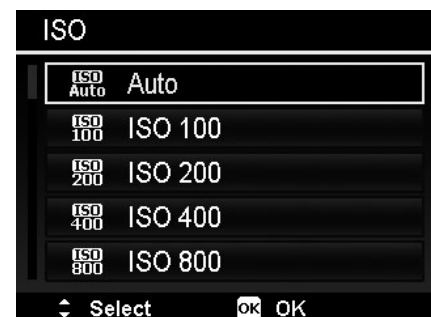 ISO
ISO Auto Auto
ISO 100 ISO 100
ISO 200 ISO 200
ISO 400 ISO 400
ISO 800 ISO 800
Select OK OK